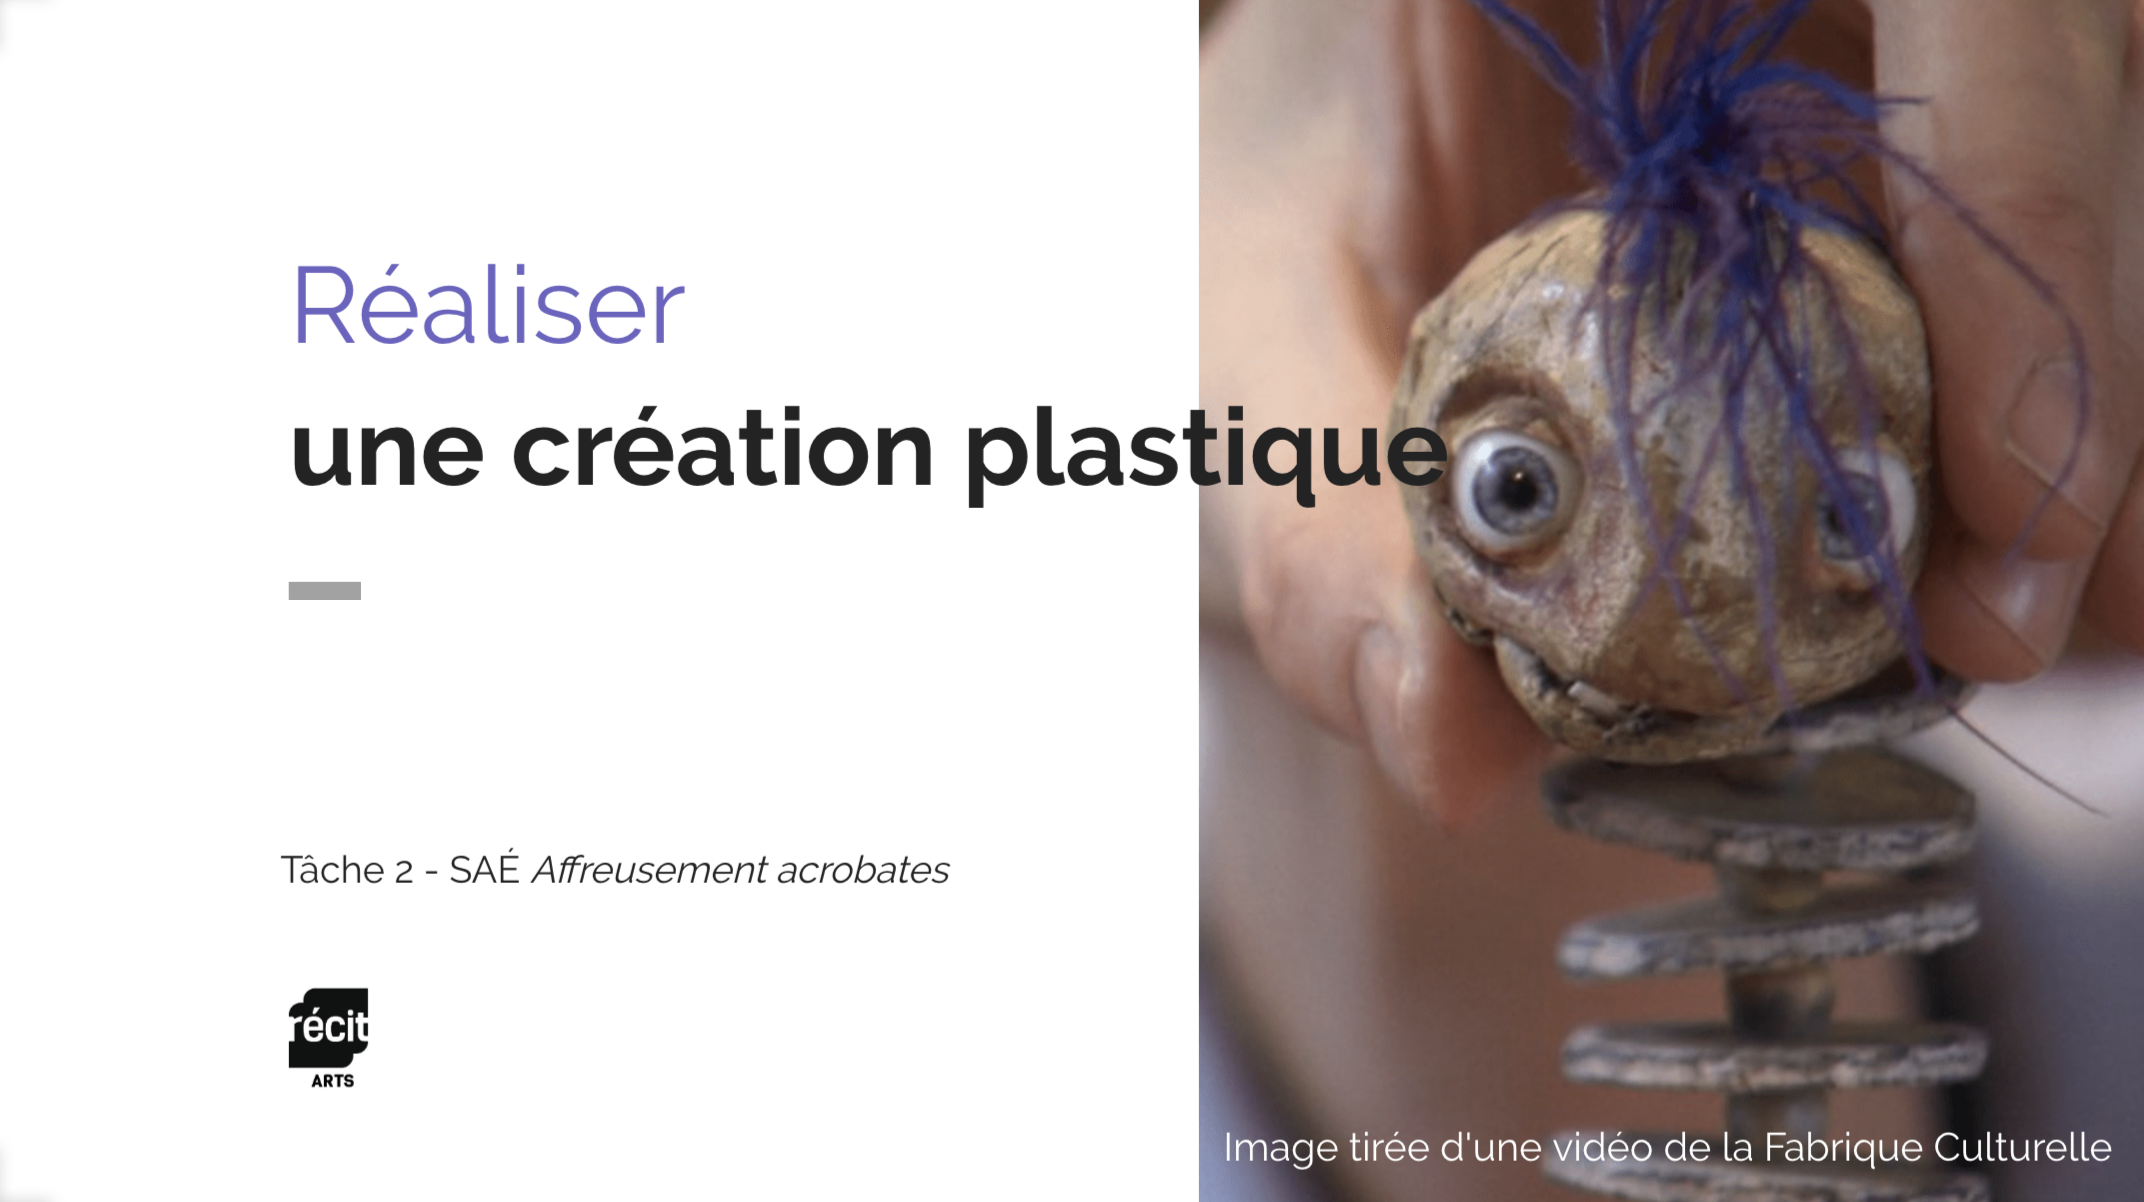 Réaliser
une création plastique
Tâche 2 - SAÉ Affreusement acrobates
récit
ARTS
Image tirée d'une vidéo de la Fabrique Culturelle